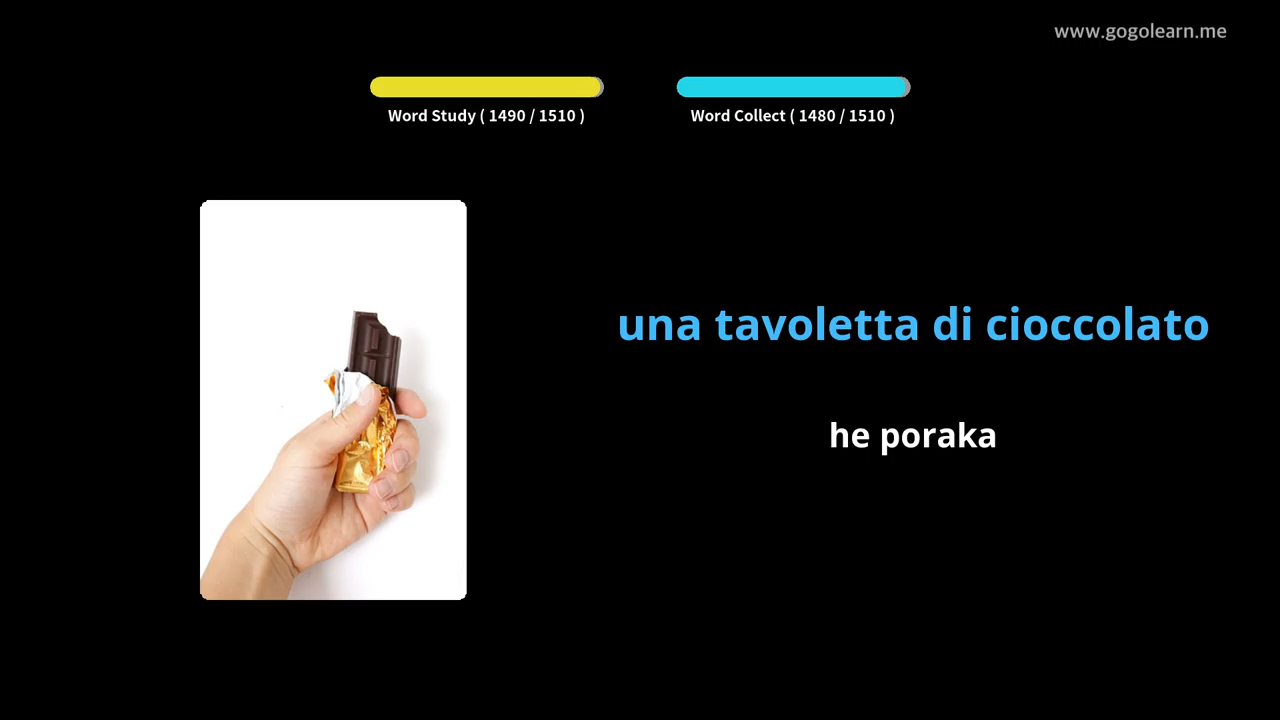 www.gogolearn.me
Word Study ( 1490 / 1510 )
Word Collect ( 1480 / 1510 )
una tavoletta di cioccolato
he poraka